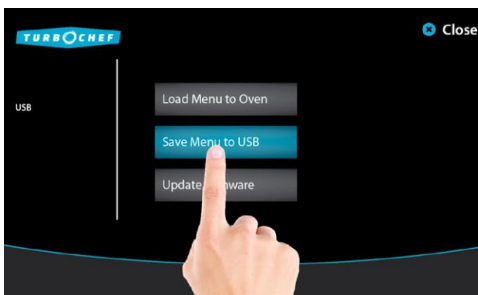 TURBOCHEF
Close
USB
Load Menu to Oven
Save Menu to USB
Update